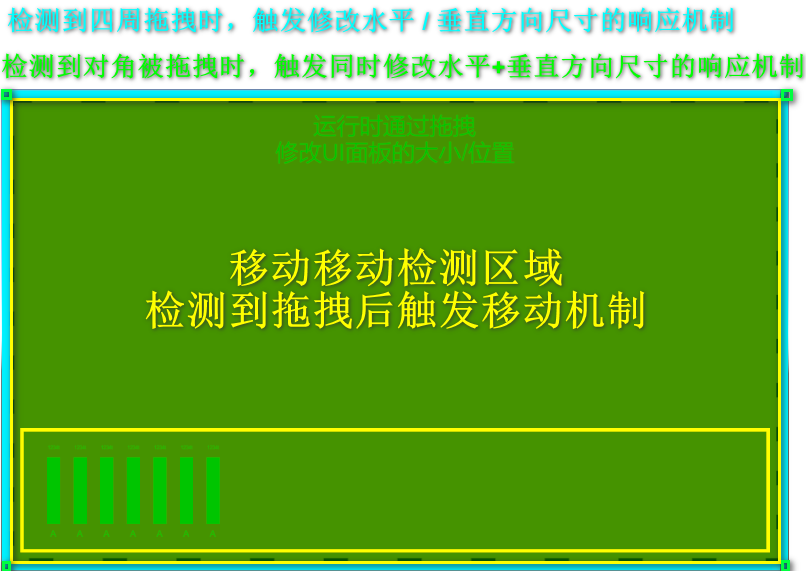 检测到四周拖拽时，触发修改水平 / 垂直方向尺寸的响应机制
检测到对角被拖拽时，触发同时修改水平+垂直方向尺寸的响应机制
运行时通过拖拽
修改UI面板的大小/位置
移动移动检测区域
检测到拖拽后触发移动机制